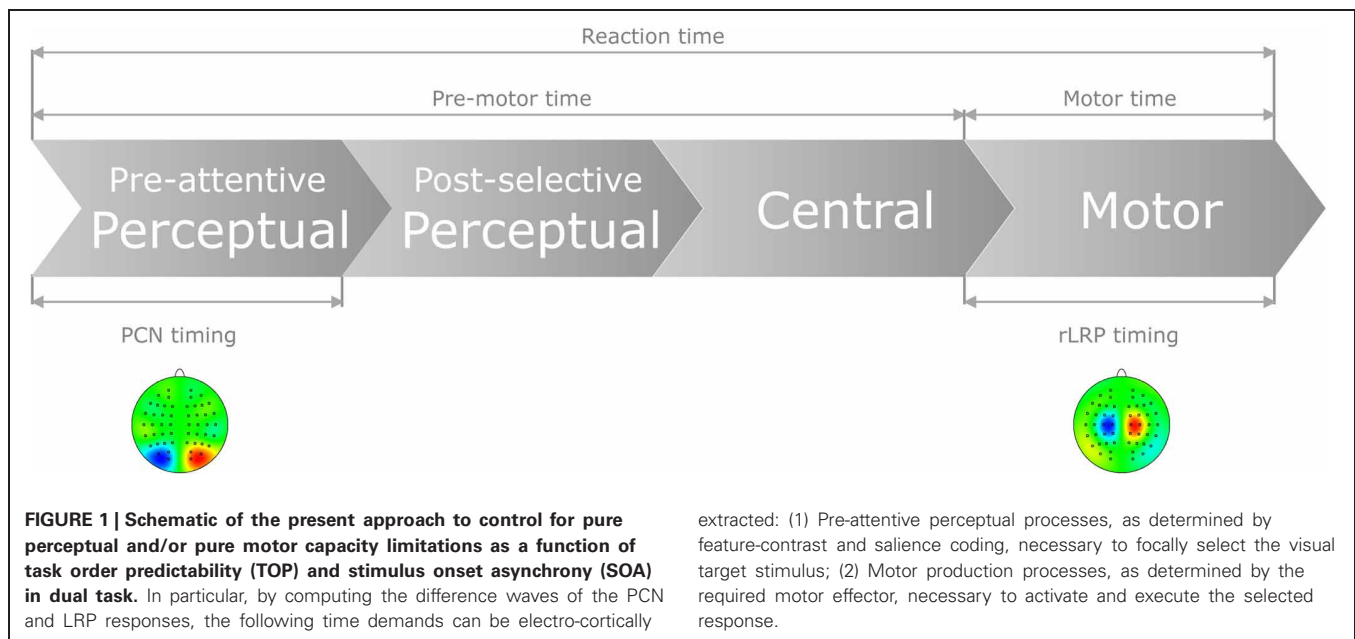 Reaction time
Pre-motor time
Motor time
Pre-attentive
Perceptual
Post-selective
Perceptual
Central
Motor
PCN timing
rLRP timing
FIGURE 1 | Schematic of the present approach to control for pure
perceptual and/or pure motor capacity limitations as a function of
task order predictability (TOP) and stimulus onset asynchrony (SOA)
in dual task. In particular, by computing the difference waves of the PCN
and LRP responses, the following time demands can be electro-cortically
extracted: (1) Pre-attentive perceptual processes, as determined by
feature-contrast and salience coding, necessary to focally select the visual
target stimulus; (2) Motor production processes, as determined by the
required motor effector, necessary to activate and execute the selected
response.